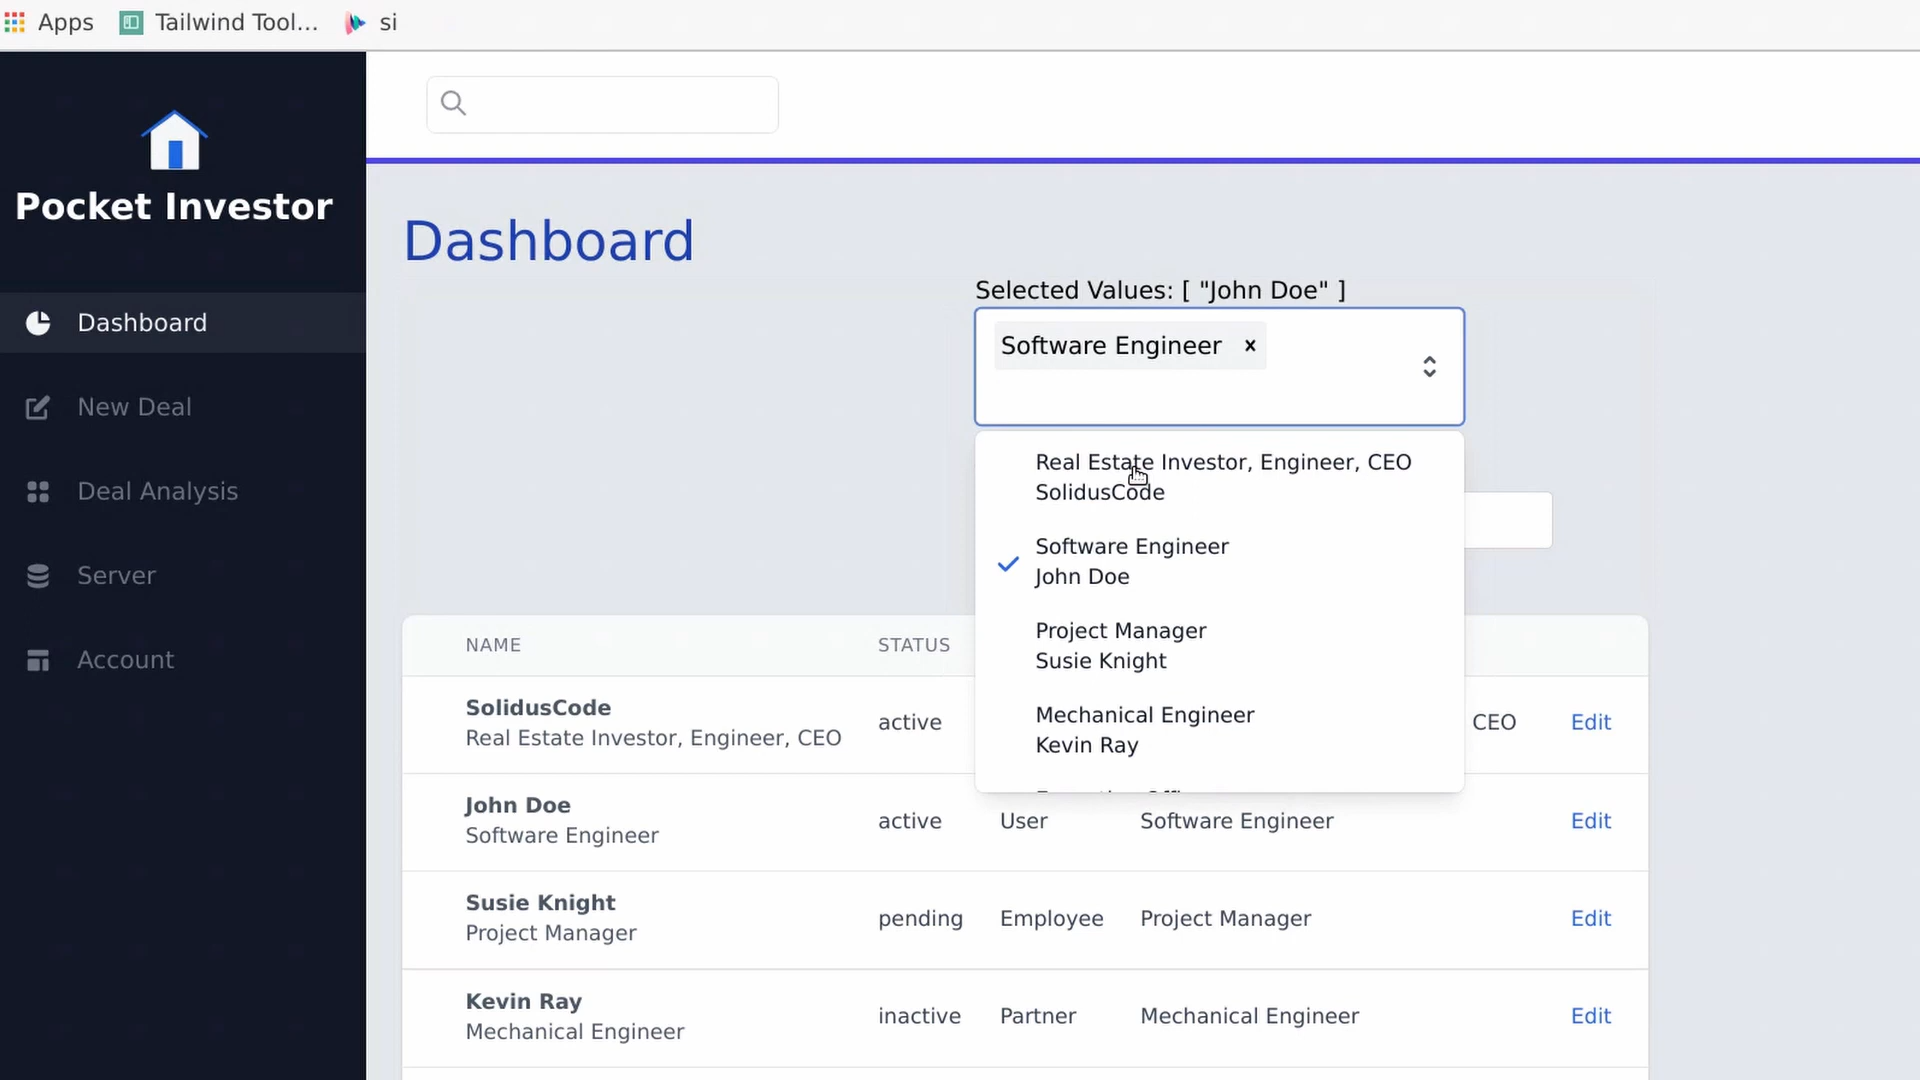 Apps
Tailwind Tool...
si
Pocket Investor
Dashboard
New Deal
Deal Analysis
Server
Account
Dashboard
Selected Values: [ "John Doe" ]
Software Engineer ×
Real Estate Investor, Engineer, CEO
SolidusCode
Software Engineer
John Doe
Project Manager
Susie Knight
Mechanical Engineer
Kevin Ray
NAME STATUS
SolidusCode
Real Estate Investor, Engineer, CEO
active CEO Edit
John Doe
Software Engineer
active User Software Engineer Edit
Susie Knight
Project Manager
pending Employee Project Manager Edit
Kevin Ray
Mechanical Engineer
inactive Partner Mechanical Engineer Edit